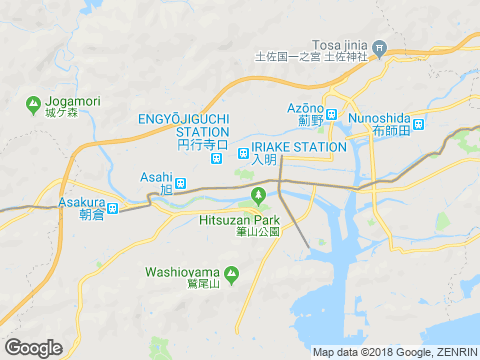 Tosa jinja
土佐国一之宮 土佐神社
Jogamori
城ケ森
ENGYŌJIGUCHI
STATION
円行寺口
Azōno
薊野
Nunoshida
布師田
IRIAKE STATION
入明
Asahi
旭
Asakura
朝倉
Hitsuzan Park
筆山公園
Washioyama
鷲尾山
Google
Map data ©2018 Google, ZENRIN